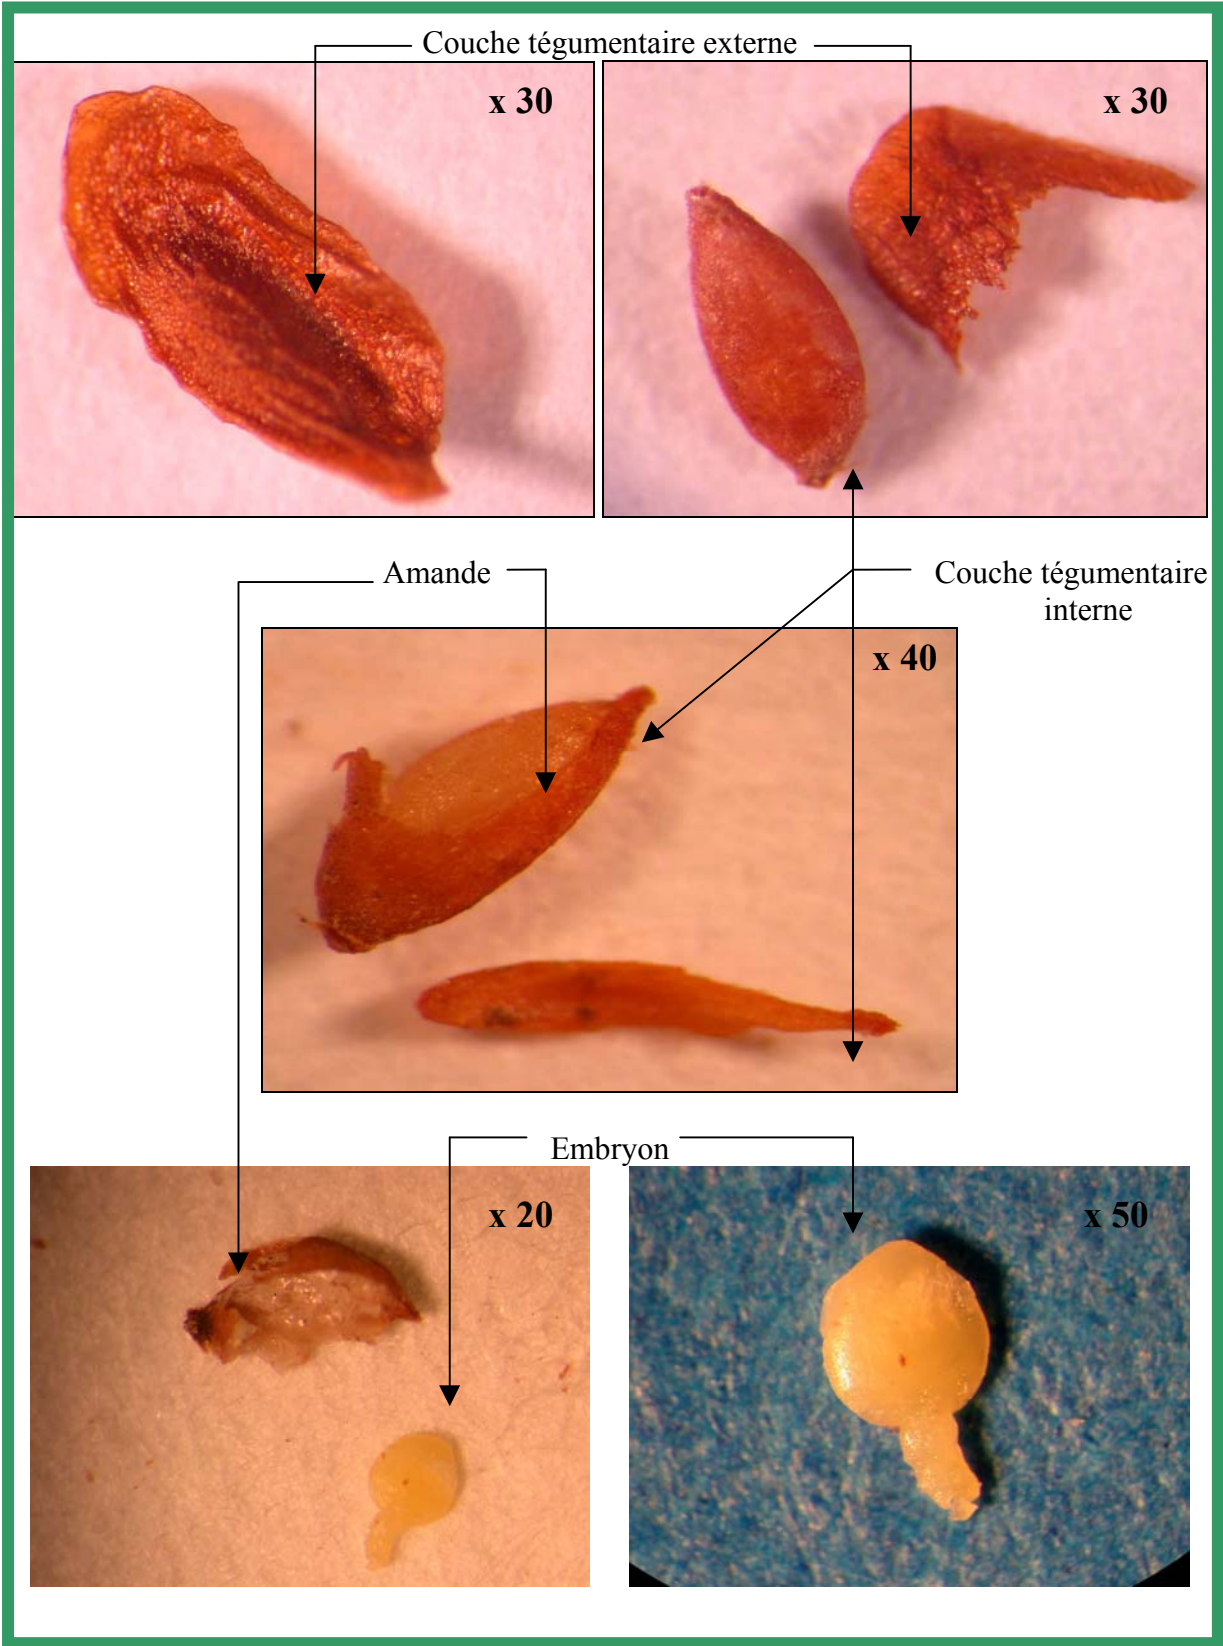 Couche tégumentaire externe
x 30
x 30
Amande
Couche tégumentaire
interne
x 40
Embryon
x 20
x 50